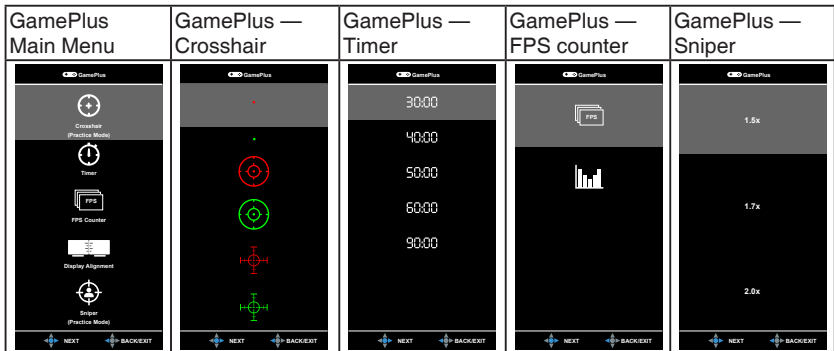 GamePlus
Main Menu
GamePlus —
Crosshair
GamePlus —
Timer
GamePlus —
FPS counter
GamePlus —
Sniper
GamePlus
Crosshair
(Practice Mode)
Timer
FPS
FPS Counter
Display Alignment
Sniper
(Practice Mode)
NEXT BACK/EXIT
GamePlus
NEXT BACK/EXIT
GamePlus
30:00
40:00
50:00
60:00
90:00
NEXT BACK/EXIT
GamePlus
FPS
NEXT BACK/EXIT
GamePlus
1.5x
1.7x
2.0x
NEXT BACK/EXIT